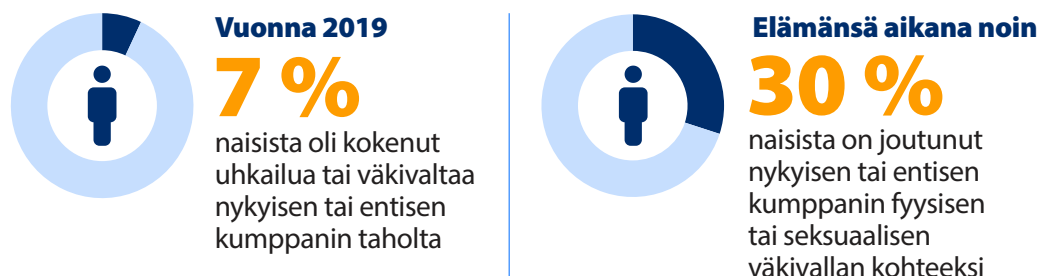 Vuonna 2019
7 %
naisista oli kokenut
uhkailua tai väkivaltaa
nykyisen tai entisen
kumppanin taholta
Elämänsä aikana noin
30 %
naisista on joutunut
nykyisen tai entisen
kumppanin fyysisen
tai seksuaalisen
väkivallan kohteeksi